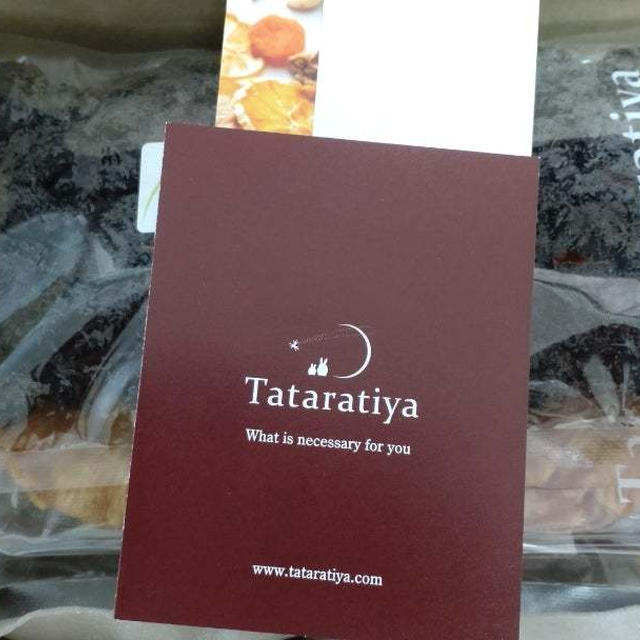 Tataratiya
What is necessary for you
www.tataratiya.com